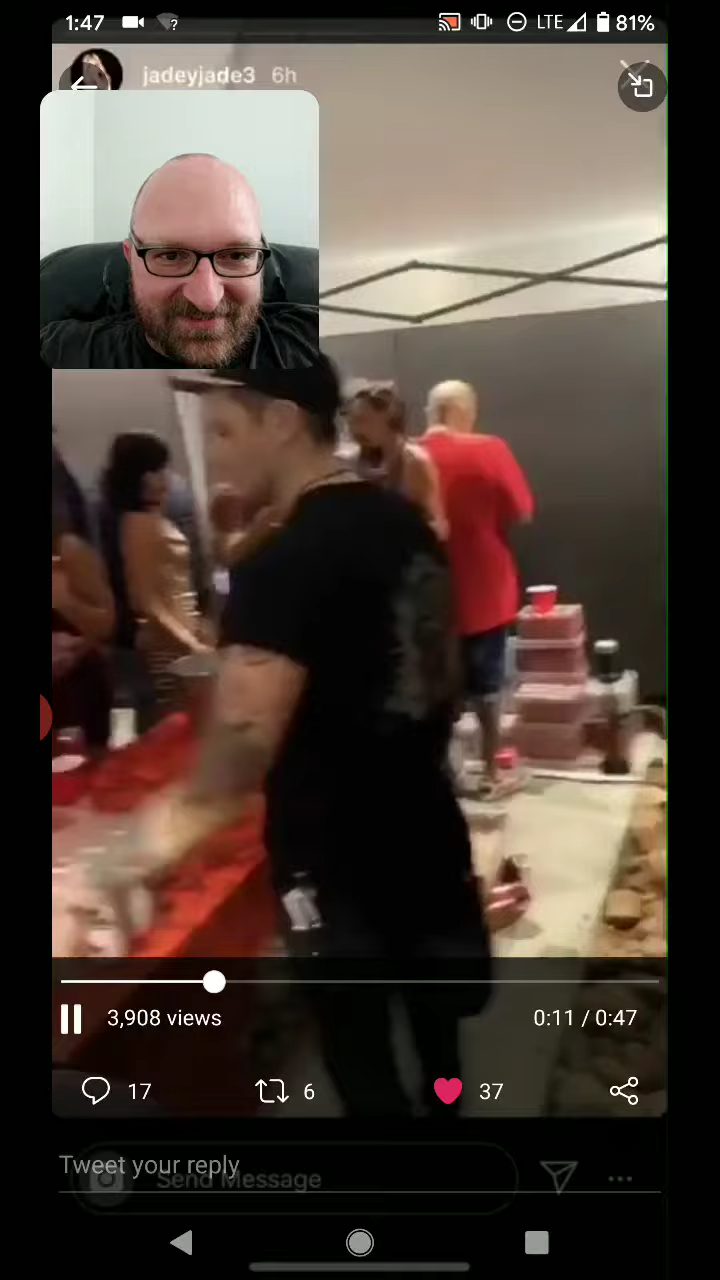 1:47 ? LTE 81%
jadeyjade3 6h
3,908 views 0:11 / 0:47
17 6 37
Tweet your reply
Send Message